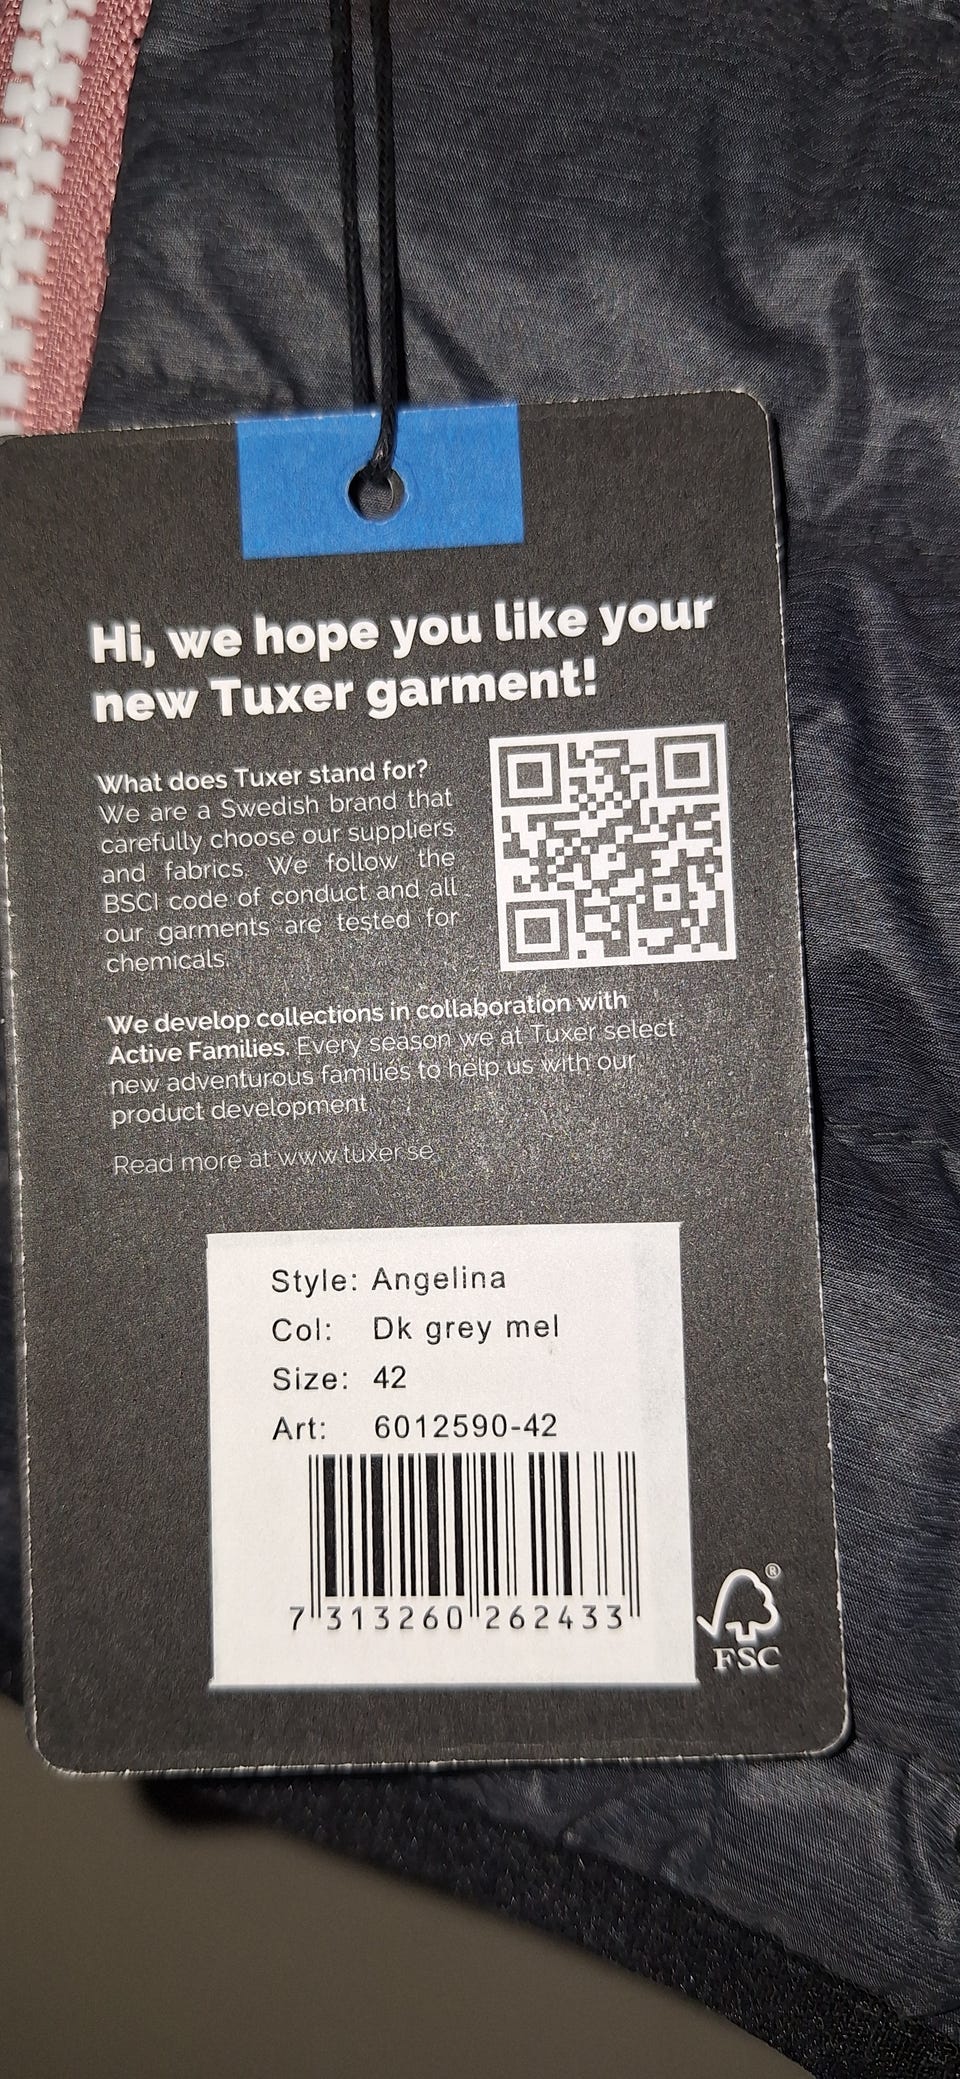 Hi, we hope you like your
new Tuxer garment!
What does Tuxer stand for?
We are a Swedish brand that
carefully choose our suppliers
and fabrics. We follow the
BSCI code of conduct and all
our garments are tested for
chemicals.
We develop collections in collaboration with
Active Families. Every season we at Tuxer select
new adventurous families to help us with our
product development.
Read more at www.tuxer.se
Style: Angelina
Col: Dk grey mel
Size: 42
Art: 6012590-42
7 313260 262433
®
FSC